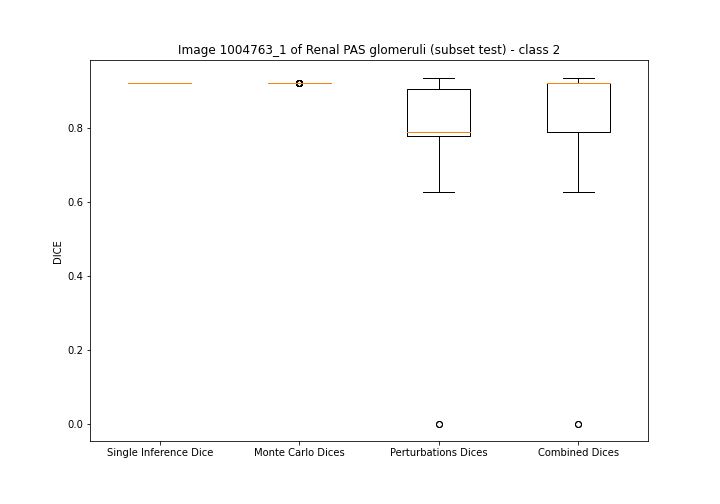 Image 1004763_1 of Renal PAS glomeruli (subset test) - class 2
DICE
0.8
0.6
0.4
0.2
0.0
Single Inference Dice
Monte Carlo Dices
Perturbations Dices
Combined Dices